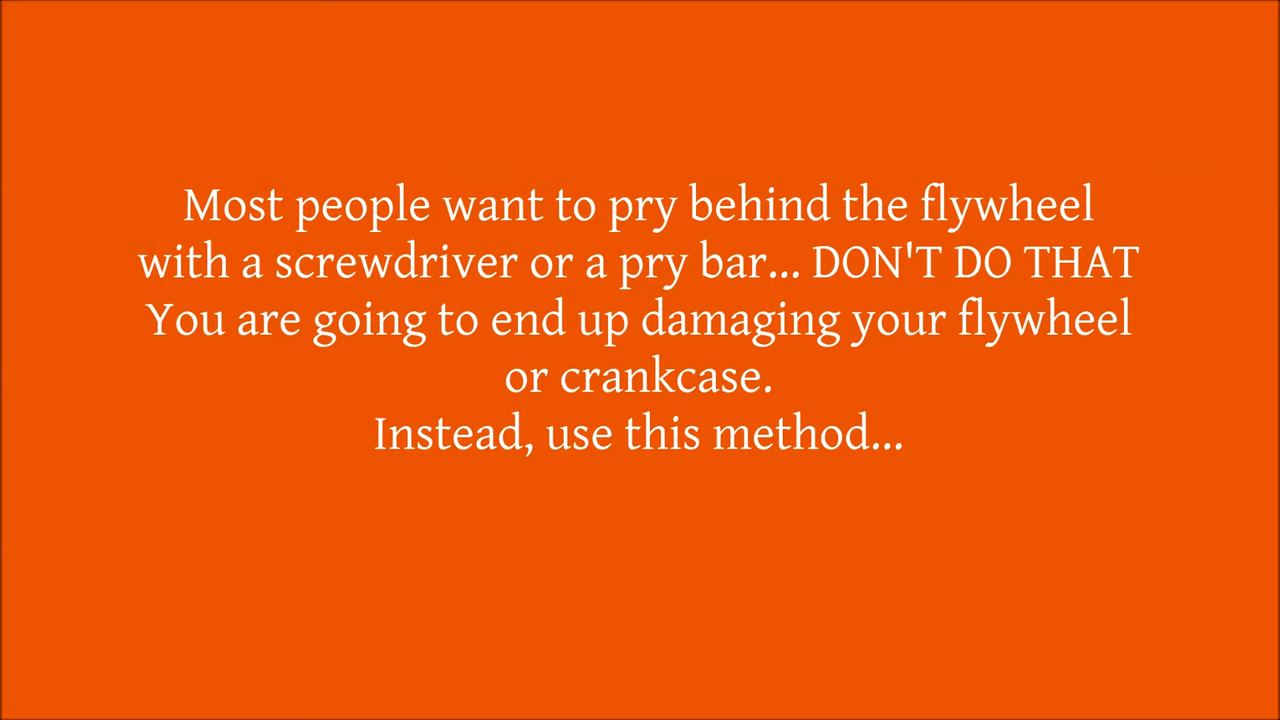 Most people want to pry behind the flywheel
with a screwdriver or a pry bar... DON'T DO THAT
You are going to end up damaging your flywheel
or crankcase.
Instead, use this method...